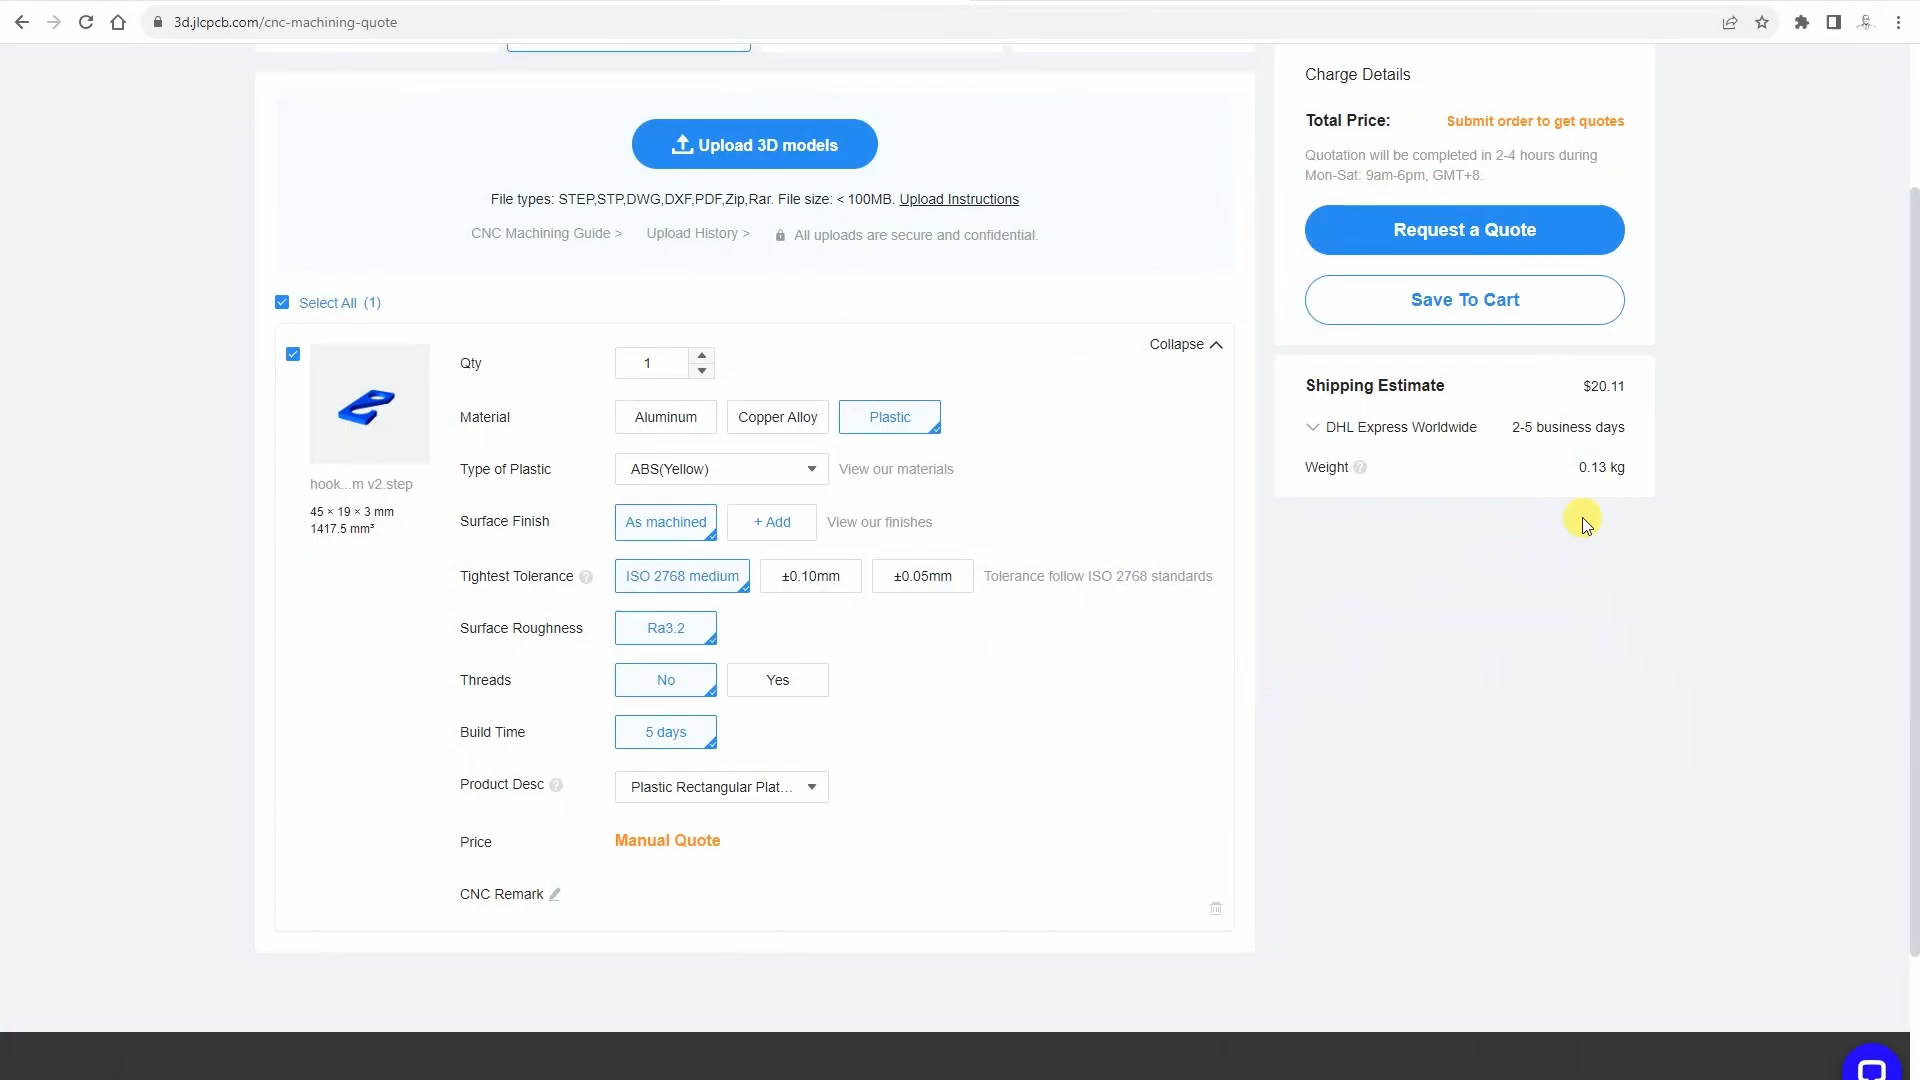 3d.jlcpcb.com/cnc-machining-quote
Upload 3D models
File types: STEP,STP,DWG,DXF,PDF,Zip,Rar. File size: < 100MB. Upload Instructions
CNC Machining Guide > Upload History > All uploads are secure and confidential.
Select All (1)
Collapse
hook...m v2.step
45 × 19 × 3 mm
1417.5 mm³
Qty 1
Material Aluminum Copper Alloy Plastic
Type of Plastic ABS(Yellow) View our materials
Surface Finish As machined + Add View our finishes
Tightest Tolerance ? ISO 2768 medium ±0.10mm ±0.05mm Tolerance follow ISO 2768 standards
Surface Roughness Ra3.2
Threads No Yes
Build Time 5 days
Product Desc ? Plastic Rectangular Plat...
Price Manual Quote
CNC Remark
Charge Details
Total Price: Submit order to get quotes
Quotation will be completed in 2-4 hours during
Mon-Sat: 9am-6pm, GMT+8.
Request a Quote
Save To Cart
Shipping Estimate $20.11
DHL Express Worldwide 2-5 business days
Weight ? 0.13 kg